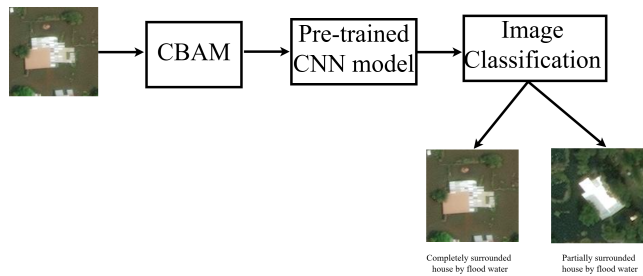 CBAM
Pre-trained
CNN model
Image
Classification
Completely surrounded
house by flood water
Partially surrounded
house by flood water